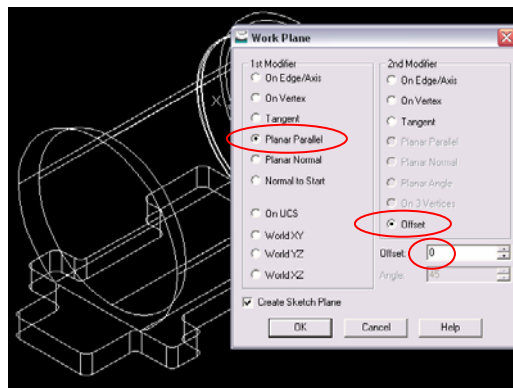 Work Plane
1st Modifier
On Edge/Axis
On Vertex
Tangent
Planar Parallel
Planar Normal
Normal to Start
On UCS
World XY
World YZ
World XZ
2nd Modifier
On Edge/Axis
On Vertex
Tangent
Planar Parallel
Planar Normal
Planar Angle
On 3 Vertices
Offset
Offset: 0
Angle: 45
Create Sketch Plane
OK Cancel Help
X